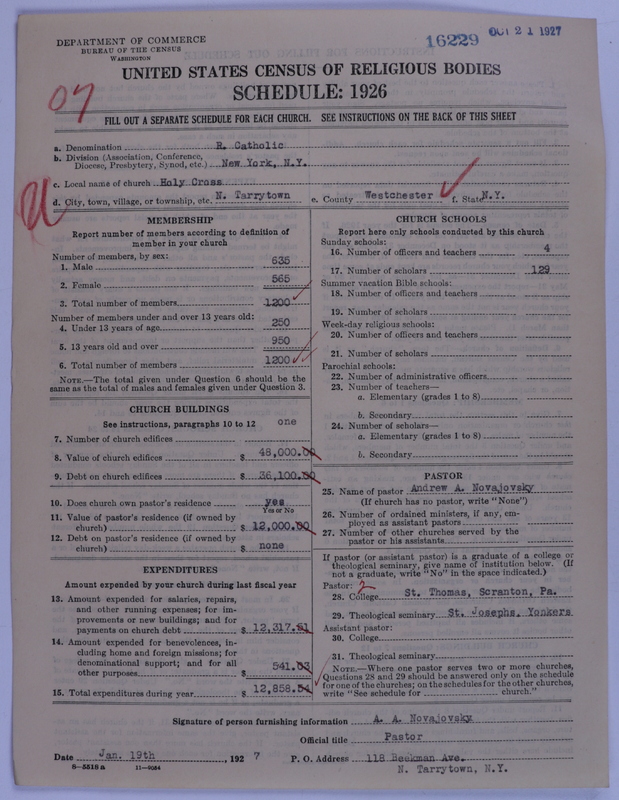 DEPARTMENT OF COMMERCE
BUREAU OF THE CENSUS
WASHINGTON
16229
OCT 21 1927
UNITED STATES CENSUS OF RELIGIOUS BODIES
SCHEDULE: 1926
07
FILL OUT A SEPARATE SCHEDULE FOR EACH CHURCH. SEE INSTRUCTIONS ON THE BACK OF THIS SHEET
a. Denomination R. Catholic
b. Division (Association, Conference, Diocese, Presbytery, Synod, etc.) New York, N.Y.
c. Local name of church Holy Cross
d. City, town, village, or township, etc. N. Tarrytown e. County Westchester f. State N.Y.
MEMBERSHIP
Report number of members according to definition of
member in your church
Number of members, by sex:
1. Male 635
2. Female 565
3. Total number of members 1200
Number of members under and over 13 years old:
4. Under 13 years of age 250
5. 13 years old and over 950
6. Total number of members 1200
NOTE.—The total given under Question 6 should be the
same as the total of males and females given under Question 3.
CHURCH BUILDINGS
See instructions, paragraphs 10 to 12
7. Number of church edifices one
8. Value of church edifices $ 48,000.00
9. Debt on church edifices $ 36,100.00
10. Does church own pastor's residence yes
Yes or No
11. Value of pastor's residence (if owned by
church) $ 12,000.00
12. Debt on pastor's residence (if owned by
church) $ none
EXPENDITURES
Amount expended by your church during last fiscal year
13. Amount expended for salaries, repairs,
and other running expenses; for im-
provements or new buildings; and for
payments on church debt $ 12,317.51
14. Amount expended for benevolences, in-
cluding home and foreign missions; for
denominational support; and for all
other purposes $ 541.03
15. Total expenditures during year $ 12,858.54
CHURCH SCHOOLS
Report here only schools conducted by this church
Sunday schools:
16. Number of officers and teachers 4
17. Number of scholars 129
Summer vacation Bible schools:
18. Number of officers and teachers
19. Number of scholars
Week-day religious schools:
20. Number of officers and teachers
21. Number of scholars
Parochial schools:
22. Number of administrative officers
23. Number of teachers—
a. Elementary (grades 1 to 8)
b. Secondary
24. Number of scholars—
a. Elementary (grades 1 to 8)
b. Secondary
PASTOR
25. Name of pastor Andrew A. Novajovsky
(If church has no pastor, write "None")
26. Number of ordained ministers, if any, em-
ployed as assistant pastors
27. Number of other churches served by the
pastor or his assistants
If pastor (or assistant pastor) is a graduate of a college or
theological seminary, give name of institution below. (If
not a graduate, write "No" in the space indicated.)
Pastor: 2
28. College St. Thomas, Scranton, Pa.
29. Theological seminary St. Josephs, Yonkers
Assistant pastor:
30. College
31. Theological seminary
NOTE.—Where one pastor serves two or more churches,
Questions 28 and 29 should be answered only on the schedule
for one of the churches; on the schedules for the other churches,
write "See schedule for church."
Signature of person furnishing information A. A. Novajovsky
Official title Pastor
Date Jan. 19th, 1927 P. O. Address 118 Beekman Ave.
8—5518 a 11—9054 N. Tarrytown, N.Y.